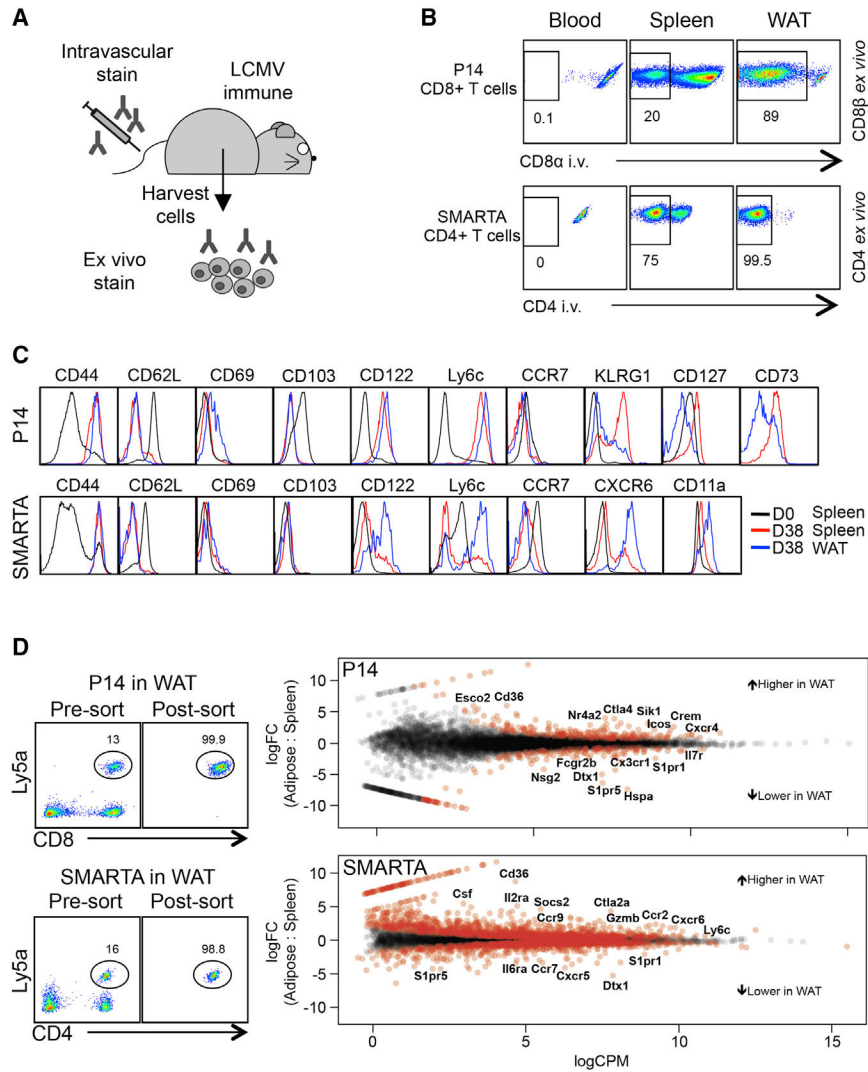 A
Intravascular
stain
LCMV
immune
Harvest
cells
Ex vivo
stain
B
Blood Spleen WAT
P14
CD8+ T cells
0.1 20 89
CD8β ex vivo
CD8α i.v.
SMARTA
CD4+ T cells
0 75 99.5
CD4 ex vivo
CD4 i.v.
C
CD44 CD62L CD69 CD103 CD122 Ly6c CCR7 KLRG1 CD127 CD73
P14
CD44 CD62L CD69 CD103 CD122 Ly6c CCR7 CXCR6 CD11a
SMARTA
D0 Spleen
D38 Spleen
D38 WAT
D
P14 in WAT
Pre-sort Post-sort
13 99.9
Ly5a
CD8
SMARTA in WAT
Pre-sort Post-sort
16 98.8
Ly5a
CD4
P14
logFC
(Adipose : Spleen)
10
5
0
-5
-10
Higher in WAT
Esco2 Cd36
Nr4a2 Ctla4 Sik1
Icos Crem
Cxcr4
Fcgr2b Cx3cr1 Il7r
S1pr1
Nsg2 Dtx1
S1pr5 Hspa
Lower in WAT
SMARTA
logFC
(Adipose : Spleen)
10
5
0
-5
-10
Higher in WAT
Cd36
Csf Il2ra Socs2 Ctla2a
Ccr9 Gzmb Ccr2 Cxcr6
Ly6c
S1pr5 Il6ra Ccr7 Cxcr5 S1pr1
Dtx1
Lower in WAT
0 5 10 15
logCPM